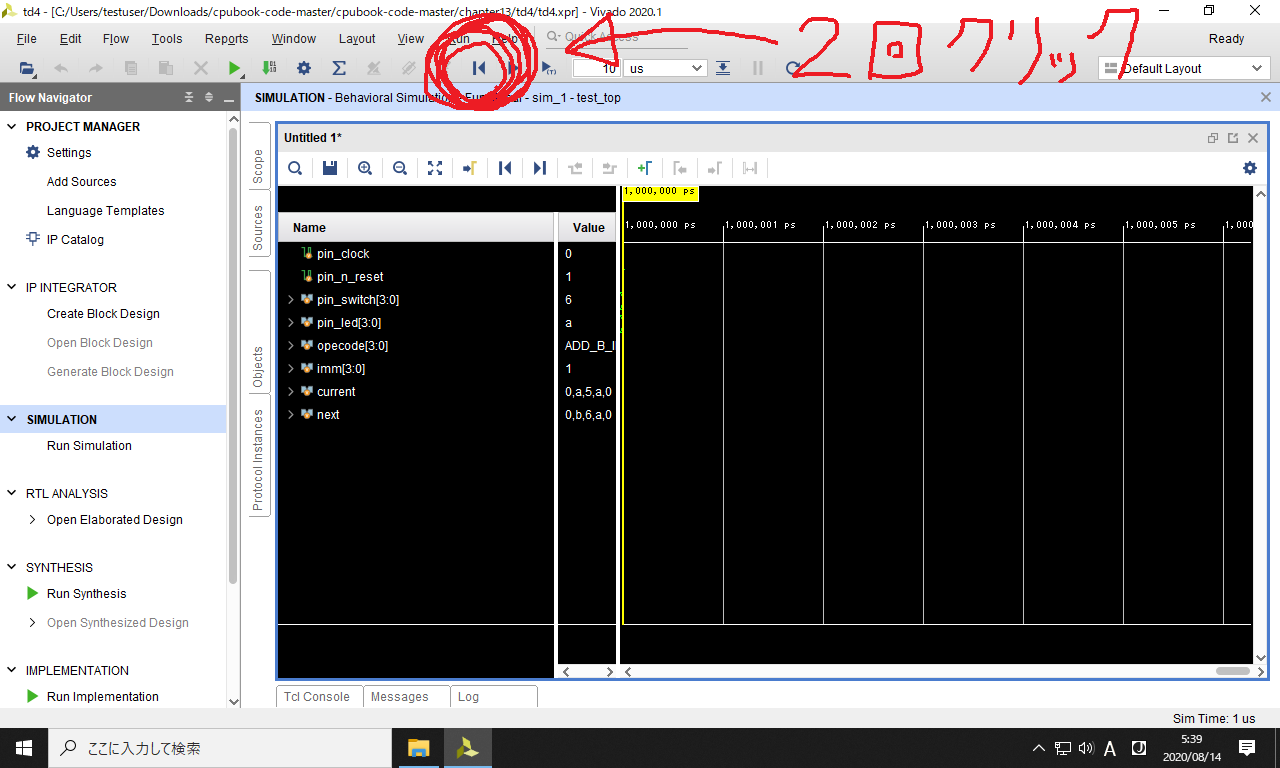 td4 - [C:/Users/testuser/Downloads/cpubook-code-master/cpubook-code-master/chapter13/td4/td4.xpr] - Vivado 2020.1
File Edit Flow Tools Reports Window Layout View Run Help Quick Access Ready
2回クリック
10 us Default Layout
Flow Navigator
SIMULATION - Behavioral Simulation - Functional - sim_1 - test_top
PROJECT MANAGER
Settings
Add Sources
Language Templates
IP Catalog
IP INTEGRATOR
Create Block Design
Open Block Design
Generate Block Design
SIMULATION
Run Simulation
RTL ANALYSIS
Open Elaborated Design
SYNTHESIS
Run Synthesis
Open Synthesized Design
IMPLEMENTATION
Run Implementation
Scope
Sources
Objects
Protocol Instances
Untitled 1*
1,000,000 ps
Name Value
1,000,000 ps 1,000,001 ps 1,000,002 ps 1,000,003 ps 1,000,004 ps 1,000,005 ps 1,000
pin_clock 0
pin_n_reset 1
pin_switch[3:0] 6
pin_led[3:0] a
opecode[3:0] ADD_B_I
imm[3:0] 1
current 0,a,5,a,0
next 0,b,6,a,0
Tcl Console Messages Log
Sim Time: 1 us
ここに入力して検索
A J
5:39
2020/08/14